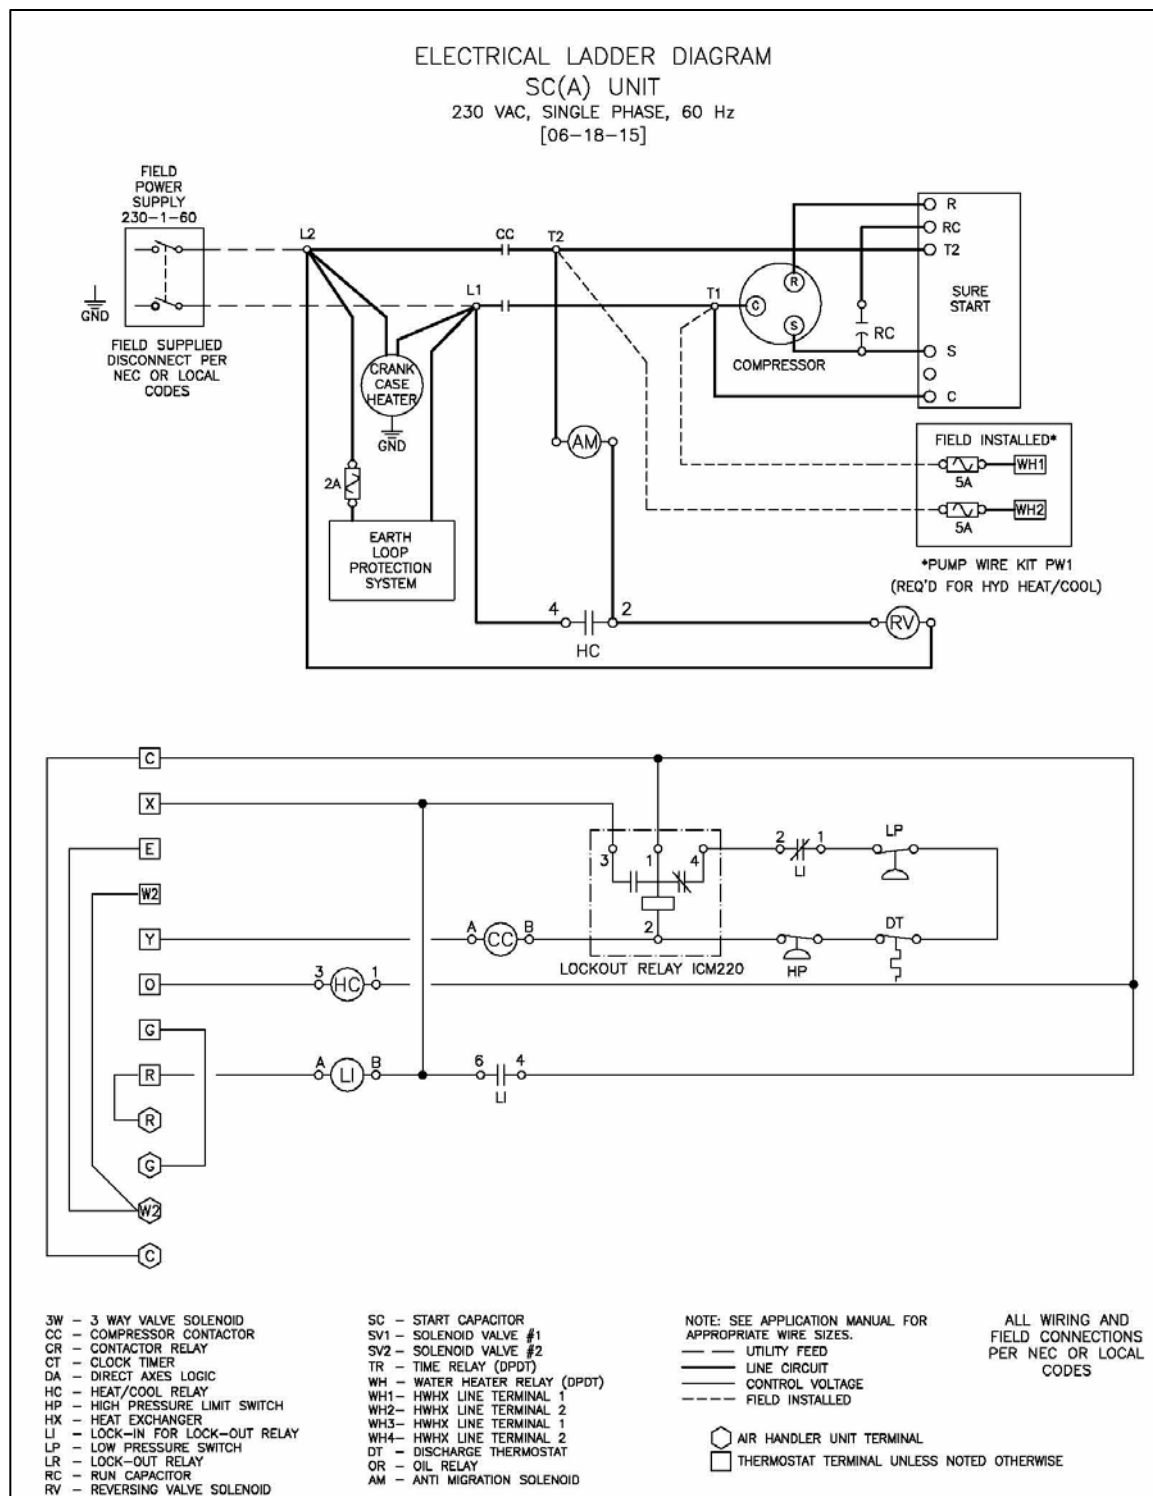 ELECTRICAL LADDER DIAGRAM
SC(A) UNIT
230 VAC, SINGLE PHASE, 60 Hz
[06-18-15]
FIELD
POWER
SUPPLY
230-1-60
GND
FIELD SUPPLIED
DISCONNECT PER
NEC OR LOCAL
CODES
L2
CC
T2
L1
T1
R
C
S
COMPRESSOR
RC
R
RC
T2
SURE
START
S
C
CRANK
CASE
HEATER
GND
2A
EARTH
LOOP
PROTECTION
SYSTEM
AM
FIELD INSTALLED*
WH1
5A
WH2
5A
*PUMP WIRE KIT PW1
(REQ'D FOR HYD HEAT/COOL)
4
2
HC
RV
C
X
E
W2
Y
O
G
R
R
G
W2
C
3
1
4
2
LOCKOUT RELAY ICM220
2
1
LI
LP
A
CC
B
HP
DT
3
HC
1
A
LI
B
6
4
LI
3W - 3 WAY VALVE SOLENOID
CC - COMPRESSOR CONTACTOR
CR - CONTACTOR RELAY
CT - CLOCK TIMER
DA - DIRECT AXES LOGIC
HC - HEAT/COOL RELAY
HP - HIGH PRESSURE LIMIT SWITCH
HX - HEAT EXCHANGER
LI - LOCK-IN FOR LOCK-OUT RELAY
LP - LOW PRESSURE SWITCH
LR - LOCK-OUT RELAY
RC - RUN CAPACITOR
RV - REVERSING VALVE SOLENOID
SC - START CAPACITOR
SV1 - SOLENOID VALVE #1
SV2 - SOLENOID VALVE #2
TR - TIME RELAY (DPDT)
WH - WATER HEATER RELAY (DPDT)
WH1- HWHX LINE TERMINAL 1
WH2- HWHX LINE TERMINAL 2
WH3- HWHX LINE TERMINAL 1
WH4- HWHX LINE TERMINAL 2
DT - DISCHARGE THERMOSTAT
OR - OIL RELAY
AM - ANTI MIGRATION SOLENOID
NOTE: SEE APPLICATION MANUAL FOR
APPROPRIATE WIRE SIZES.
UTILITY FEED
LINE CIRCUIT
CONTROL VOLTAGE
FIELD INSTALLED
AIR HANDLER UNIT TERMINAL
THERMOSTAT TERMINAL UNLESS NOTED OTHERWISE
ALL WIRING AND
FIELD CONNECTIONS
PER NEC OR LOCAL
CODES